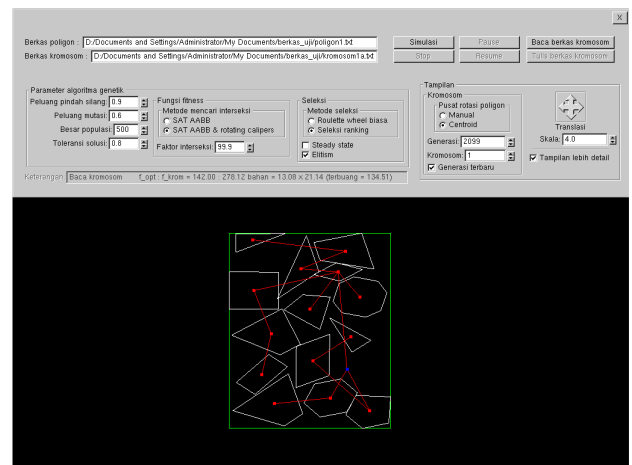 X
Berkas poligon : D:/Documents and Settings/Administrator/My Documents/berkas_uji/poligon1.txt
Simulasi Pause Baca berkas kromosom
Berkas kromosom : D:/Documents and Settings/Administrator/My Documents/berkas_uji/kromosom1a.txt
Stop Resume Tulis berkas kromosom
Parameter algoritma genetik
Peluang pindah silang: 0.9
Peluang mutasi: 0.6
Besar populasi: 500
Toleransi solusi: 0.8
Fungsi fitness
Metode mencari interseksi
SAT AABB
SAT AABB & rotating calipers
Faktor interseksi: 99.9
Seleksi
Metode seleksi
Roulette wheel biasa
Seleksi ranking
Steady state
Elitism
Tampilan
Kromosom
Pusat rotasi poligon
Manual
Centroid
Generasi: 2099
Kromosom: 1
Generasi terbaru
Translasi
Skala: 4.0
Tampilan lebih detail
Keterangan Baca kromosom f_opt : f_krom = 142.00 : 276.12 bahan = 13.08 x 21.14 (terbuang = 134.51)